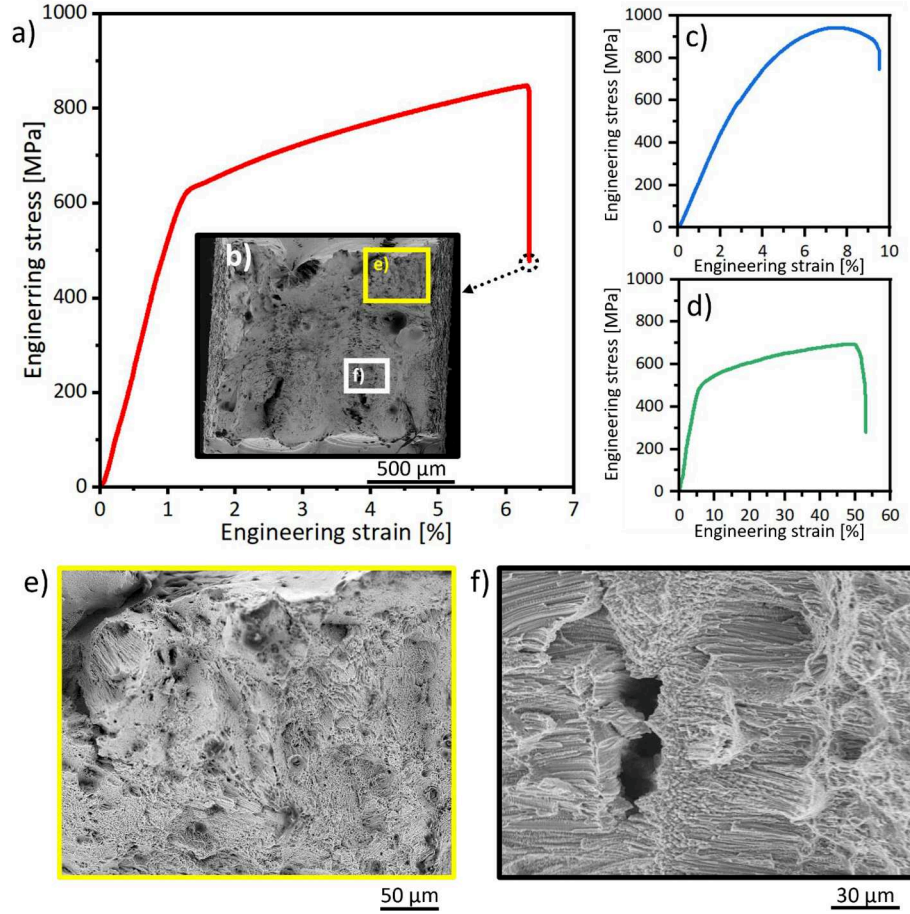 a)
Enginerring stress [MPa]
800
600
400
200
0
0 1 2 3 4 5 6 7
Engineering strain [%]
b)
e)
f)
500 µm
c)
Engineering stress [MPa]
1000
800
600
400
200
0
0 2 4 6 8 10
Engineering strain [%]
d)
Engineering stress [MPa]
1000
800
600
400
200
0
0 10 20 30 40 50 60
Engineering strain [%]
e)
50 µm
f)
30 µm